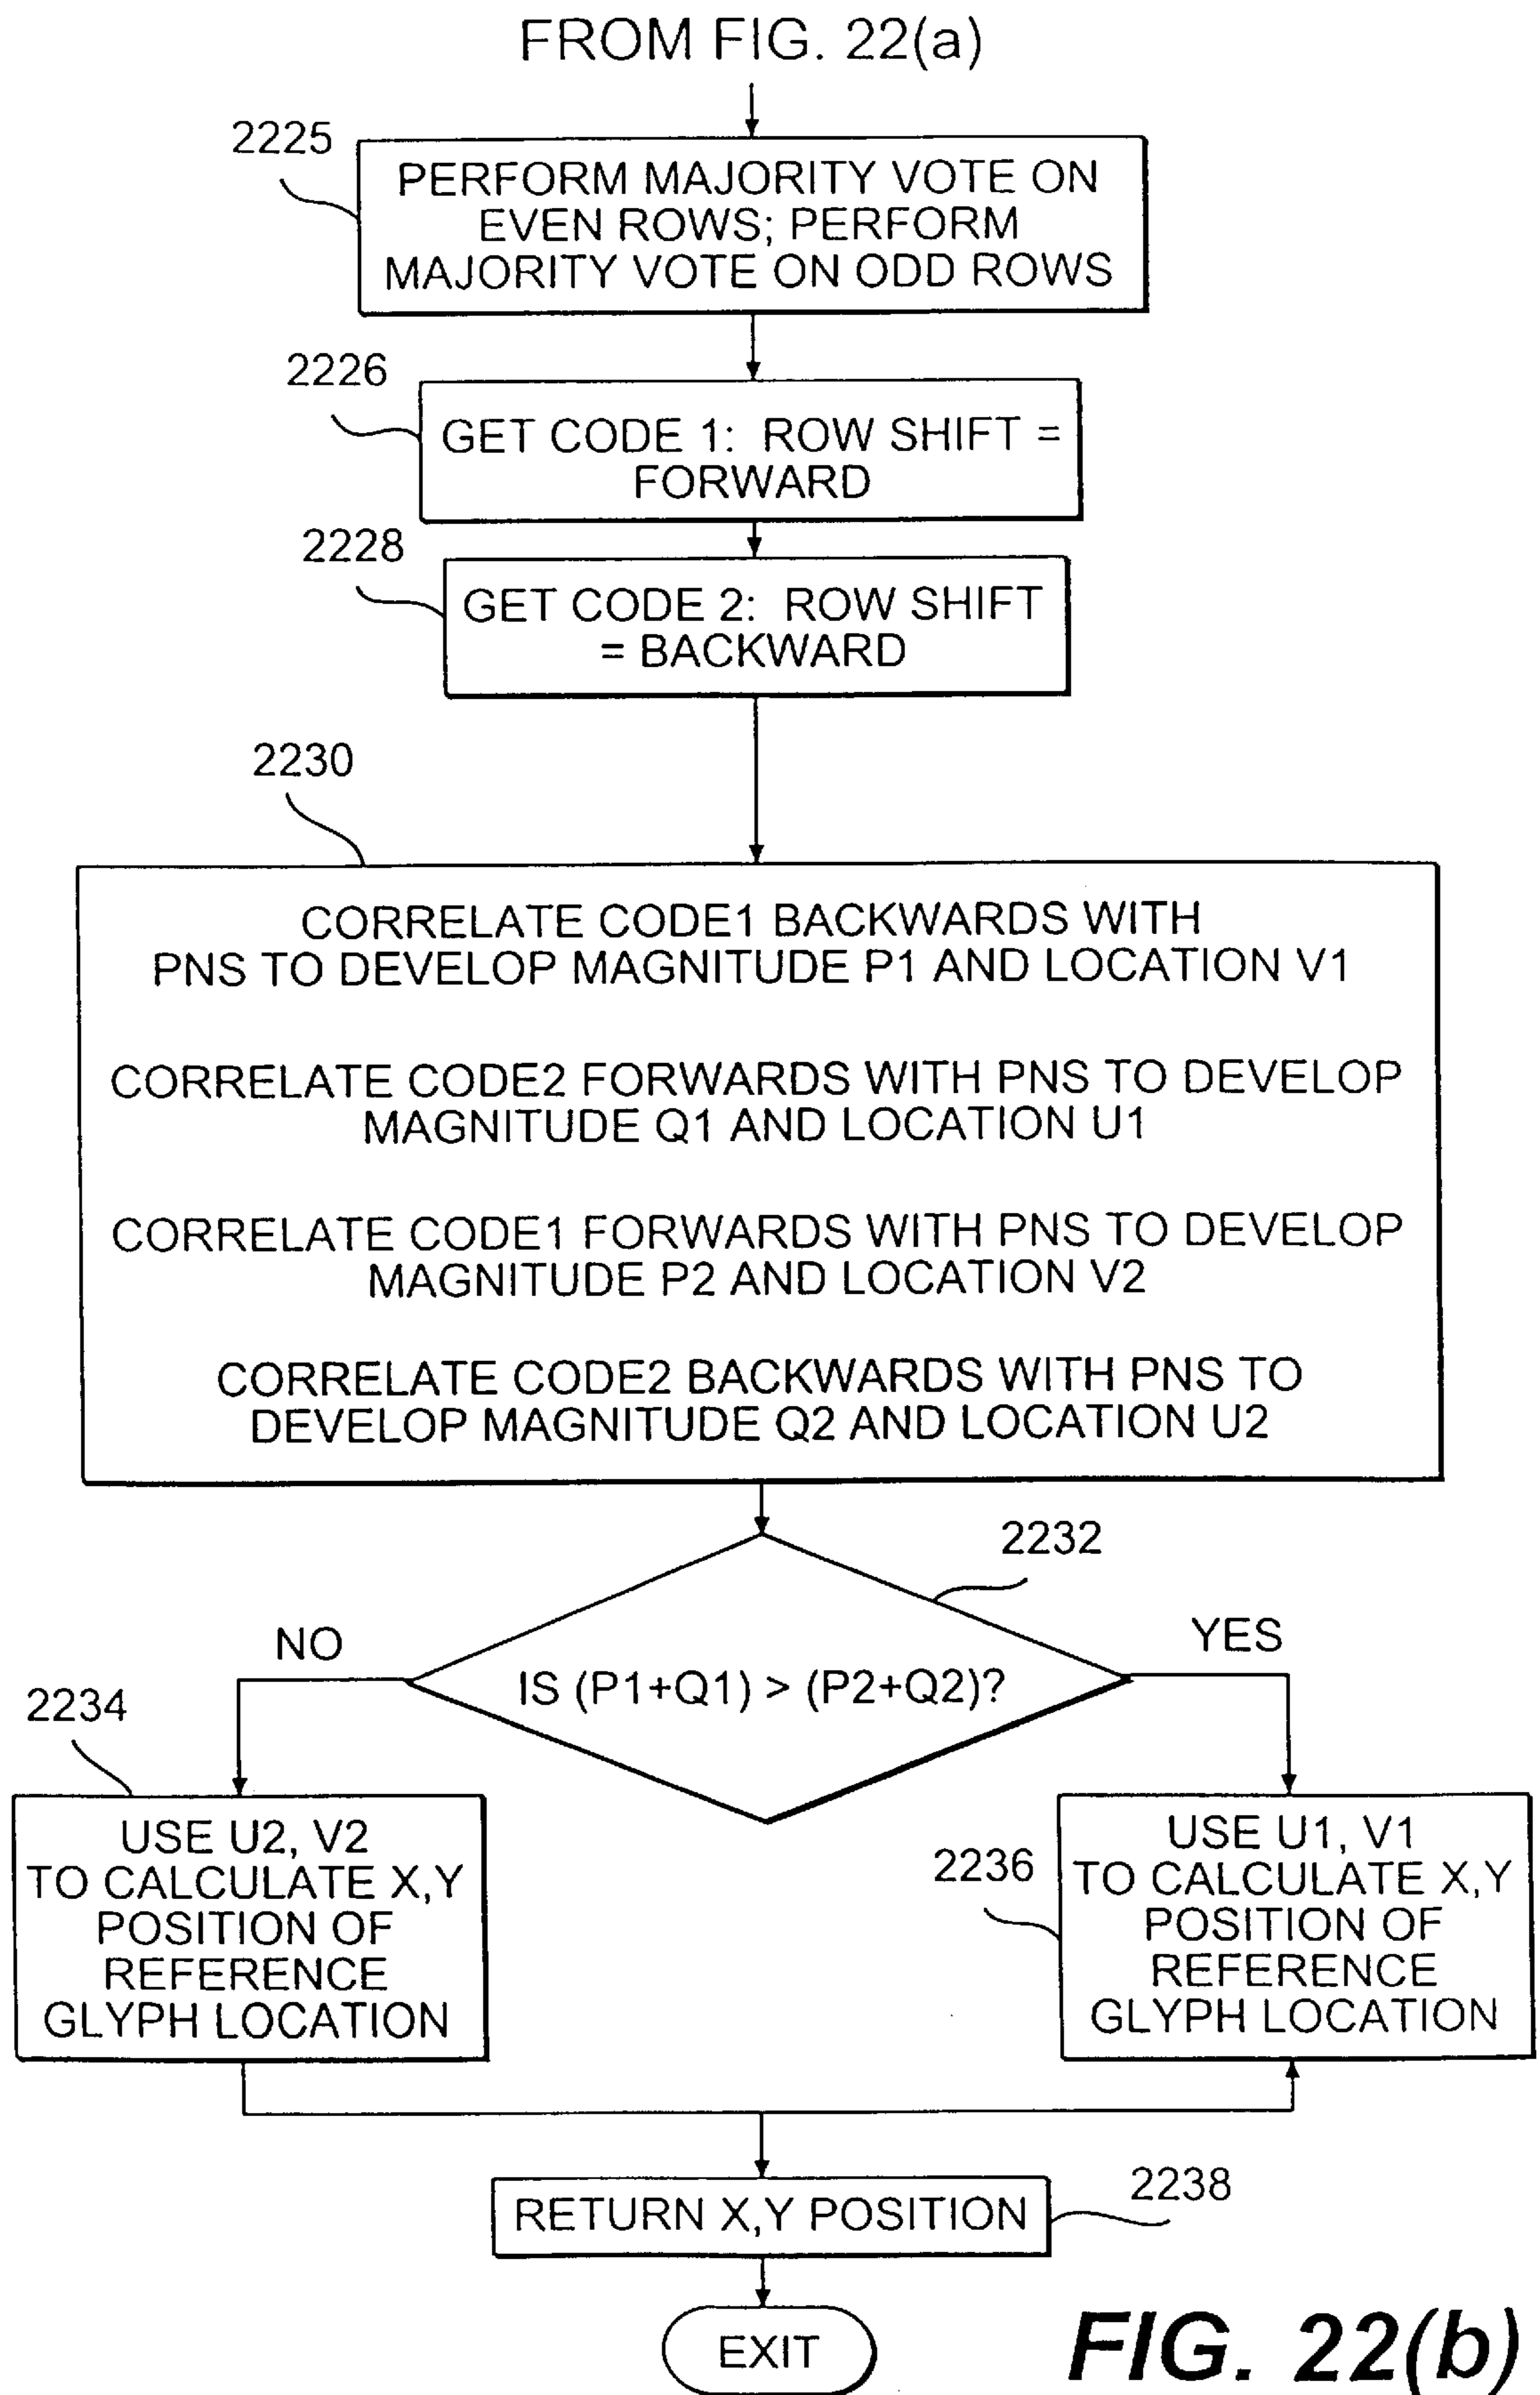 FROM FIG. 22(a)
2225
PERFORM MAJORITY VOTE ON
EVEN ROWS; PERFORM
MAJORITY VOTE ON ODD ROWS
2226
GET CODE 1: ROW SHIFT =
FORWARD
2228
GET CODE 2: ROW SHIFT
= BACKWARD
2230
CORRELATE CODE1 BACKWARDS WITH
PNS TO DEVELOP MAGNITUDE P1 AND LOCATION V1
CORRELATE CODE2 FORWARDS WITH PNS TO DEVELOP
MAGNITUDE Q1 AND LOCATION U1
CORRELATE CODE1 FORWARDS WITH PNS TO DEVELOP
MAGNITUDE P2 AND LOCATION V2
CORRELATE CODE2 BACKWARDS WITH PNS TO
DEVELOP MAGNITUDE Q2 AND LOCATION U2
2232
NO
YES
IS (P1+Q1) > (P2+Q2)?
2234
USE U2, V2
TO CALCULATE X,Y
POSITION OF
REFERENCE
GLYPH LOCATION
2236
USE U1, V1
TO CALCULATE X,Y
POSITION OF
REFERENCE
GLYPH LOCATION
2238
RETURN X,Y POSITION
EXIT
FIG. 22(b)